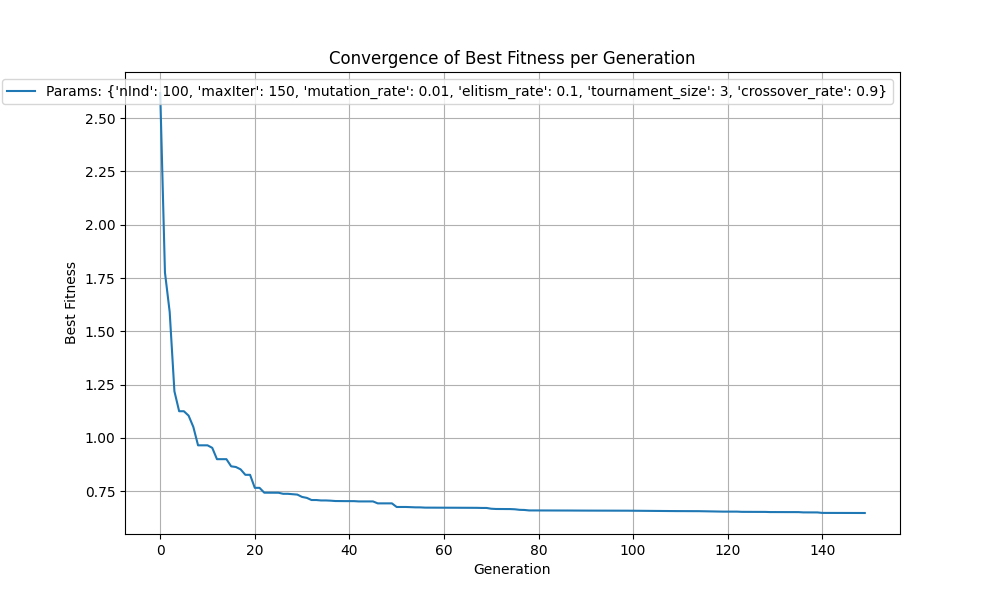 Convergence of Best Fitness per Generation
Params: {'nInd': 100, 'maxIter': 150, 'mutation_rate': 0.01, 'elitism_rate': 0.1, 'tournament_size': 3, 'crossover_rate': 0.9}
2.50
2.25
2.00
1.75
1.50
1.25
1.00
0.75
Best Fitness
0 20 40 60 80 100 120 140
Generation